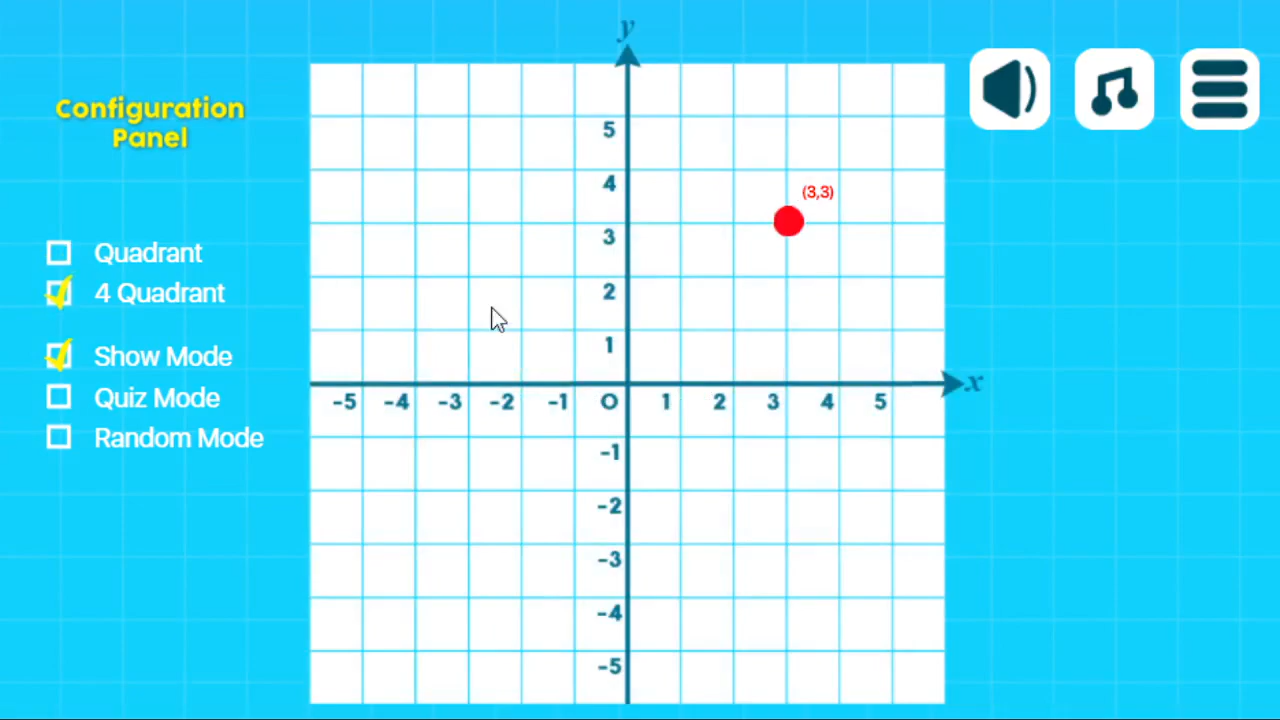 y
Configuration
Panel
5
4
(3,3)
3
Quadrant
4 Quadrant
2
1
Show Mode
x
-5 -4 -3 -2 -1 O 1 2 3 4 5
Quiz Mode
Random Mode
-1
-2
-3
-4
-5